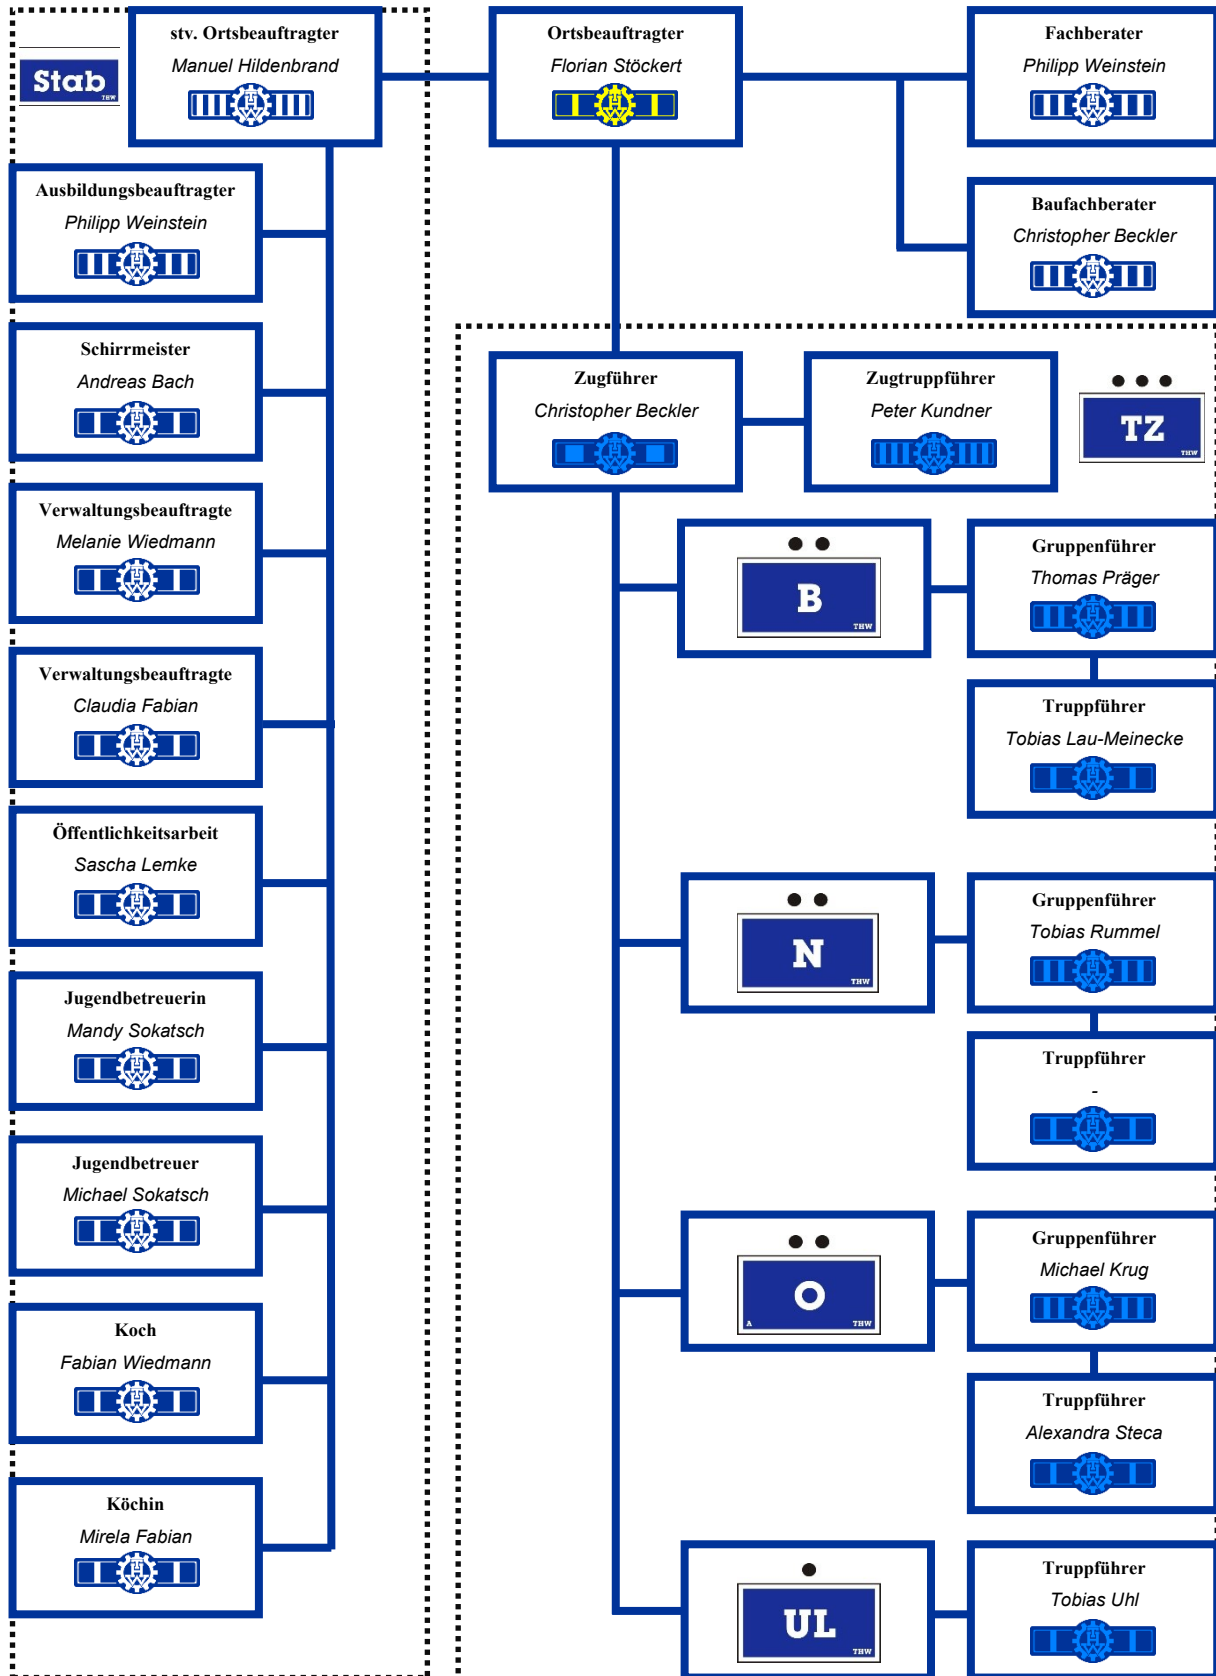 Stab
THW
stv. Ortsbeauftragter
Manuel Hildenbrand
Ortsbeauftragter
Florian Stöckert
Fachberater
Philipp Weinstein
Baufachberater
Christopher Beckler
Ausbildungsbeauftragter
Philipp Weinstein
Schirrmeister
Andreas Bach
Verwaltungsbeauftragte
Melanie Wiedmann
Verwaltungsbeauftragte
Claudia Fabian
Öffentlichkeitsarbeit
Sascha Lemke
Jugendbetreuerin
Mandy Sokatsch
Jugendbetreuer
Michael Sokatsch
Koch
Fabian Wiedmann
Köchin
Mirela Fabian
Zugführer
Christopher Beckler
Zugtruppführer
Peter Kundner
TZ
THW
B
THW
Gruppenführer
Thomas Präger
Truppführer
Tobias Lau-Meinecke
N
THW
Gruppenführer
Tobias Rummel
Truppführer
-
O
A THW
Gruppenführer
Michael Krug
Truppführer
Alexandra Steca
UL
THW
Truppführer
Tobias Uhl